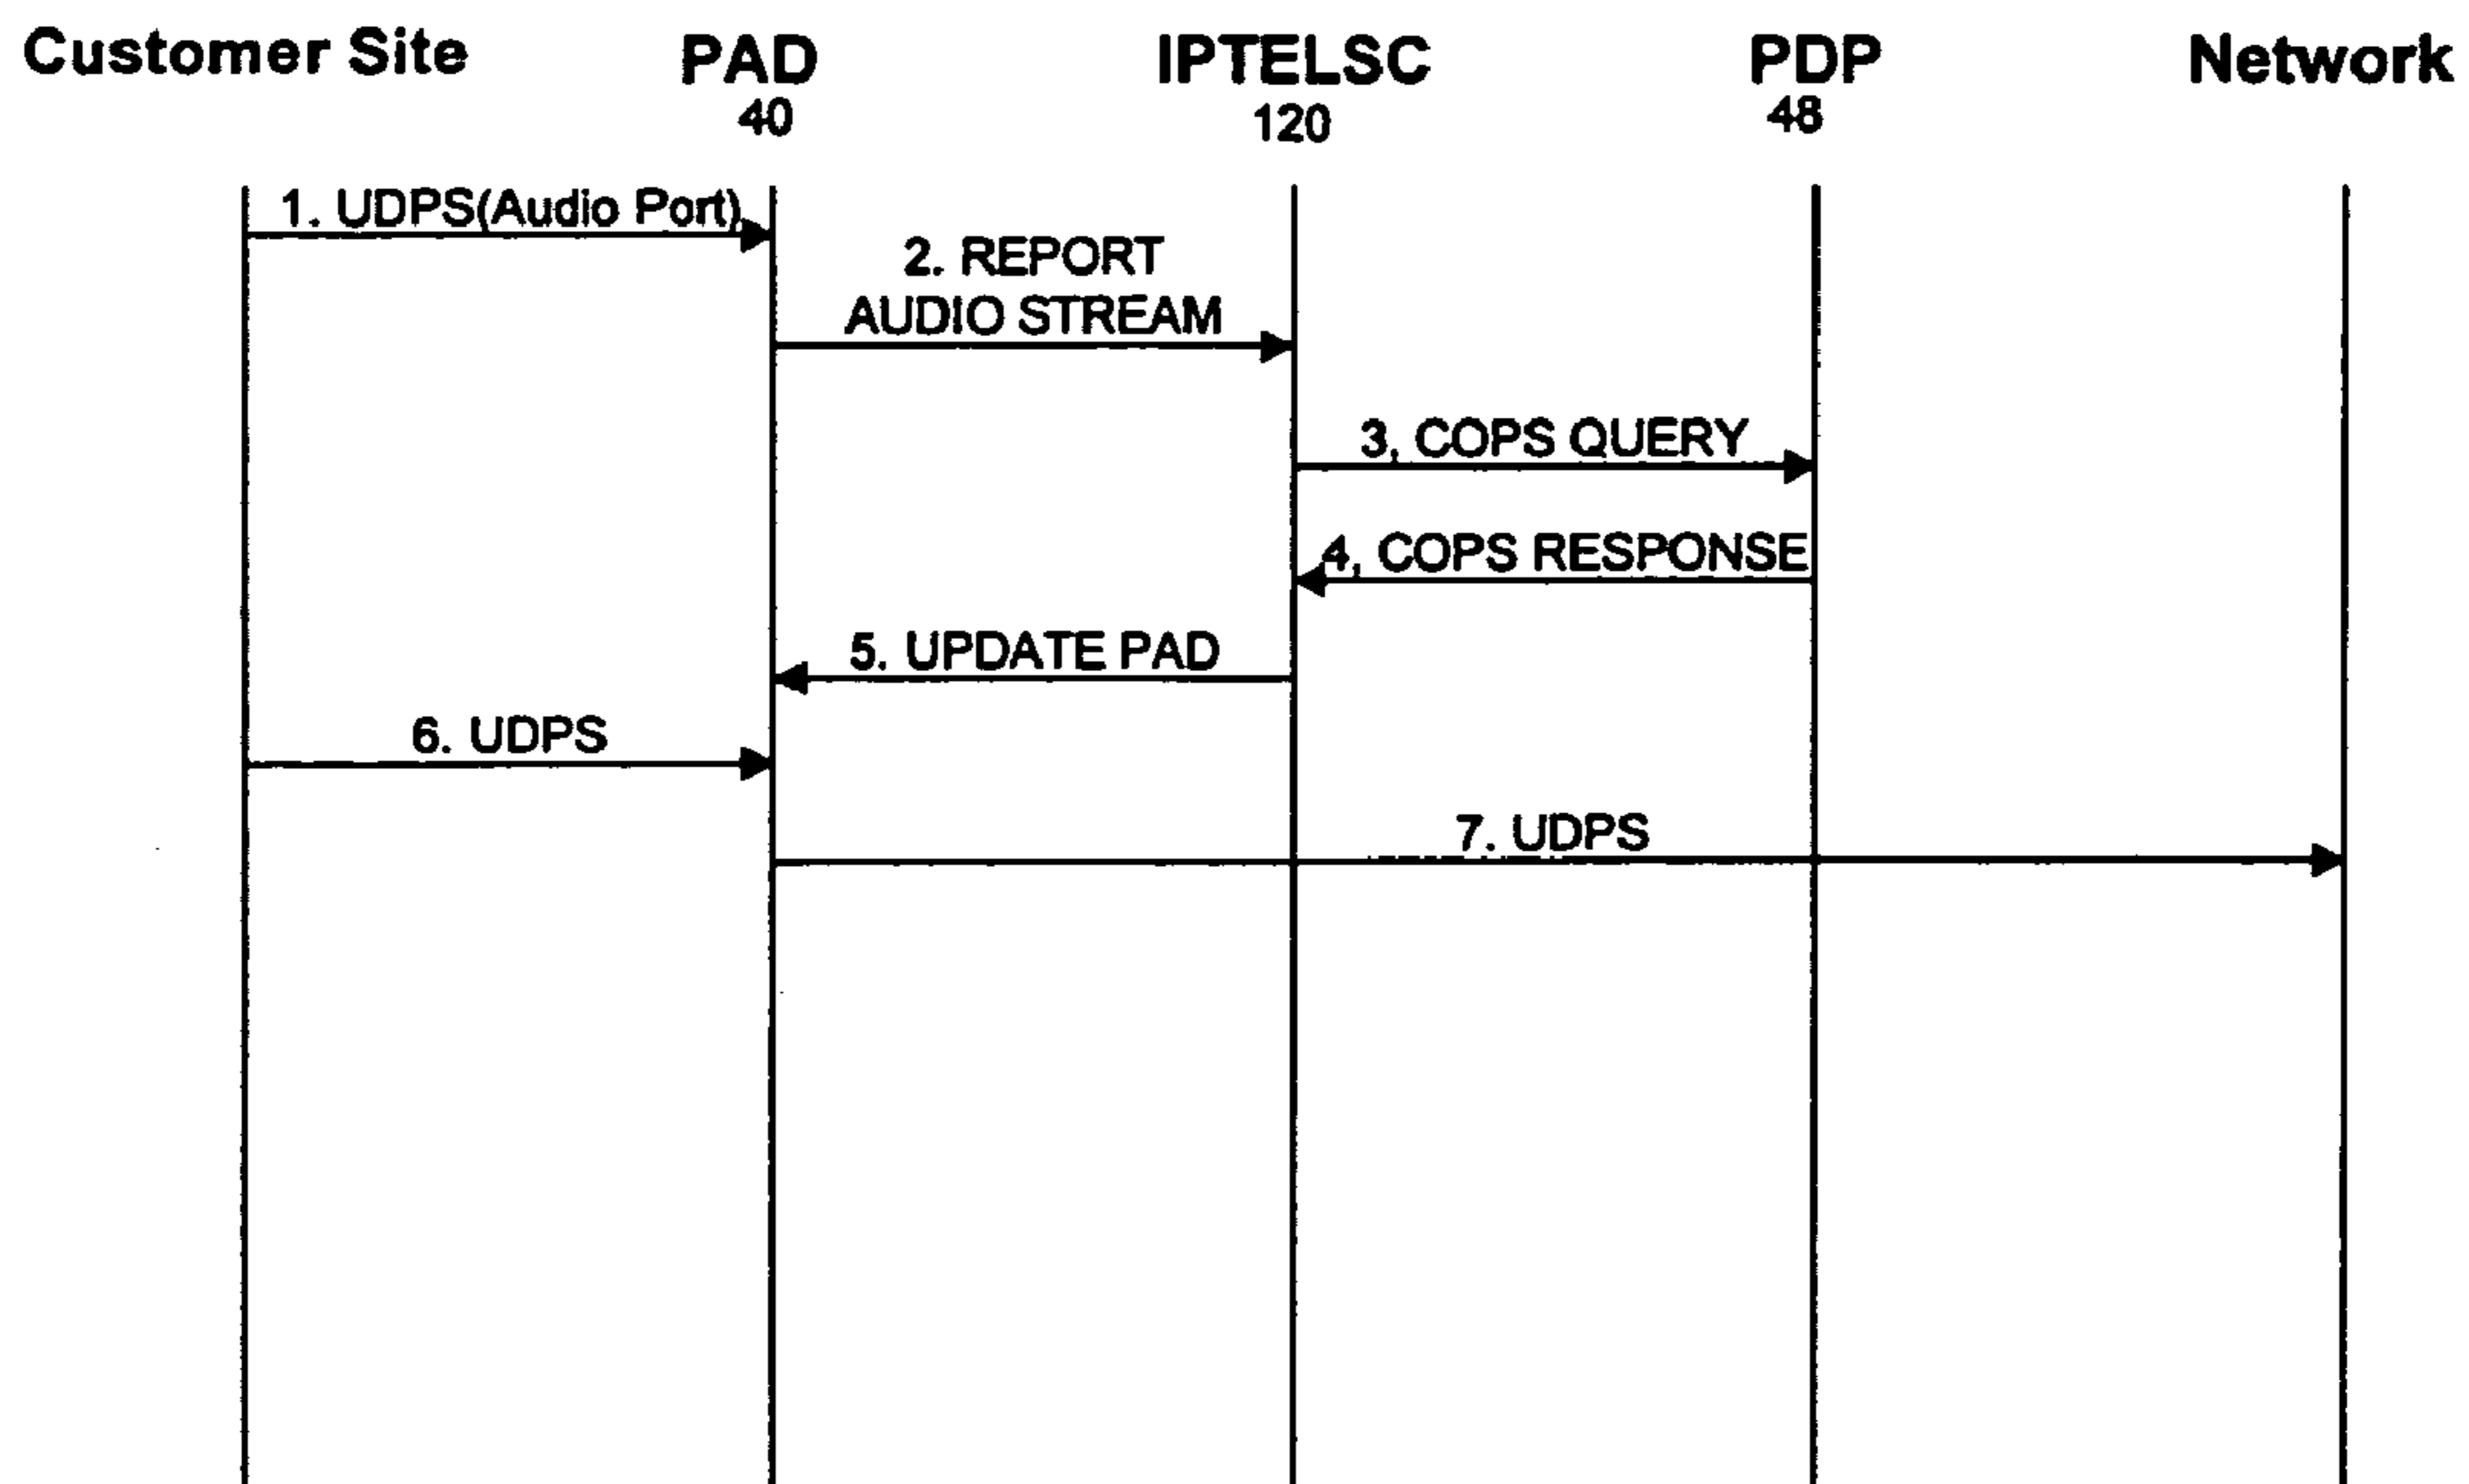 Customer Site PAD IPTELSC PDP Network
40 120 48
1. UDPS(Audio Port)
2. REPORT
AUDIO STREAM
3. COPS QUERY
4. COPS RESPONSE
5. UPDATE PAD
6. UDPS
7. UDPS